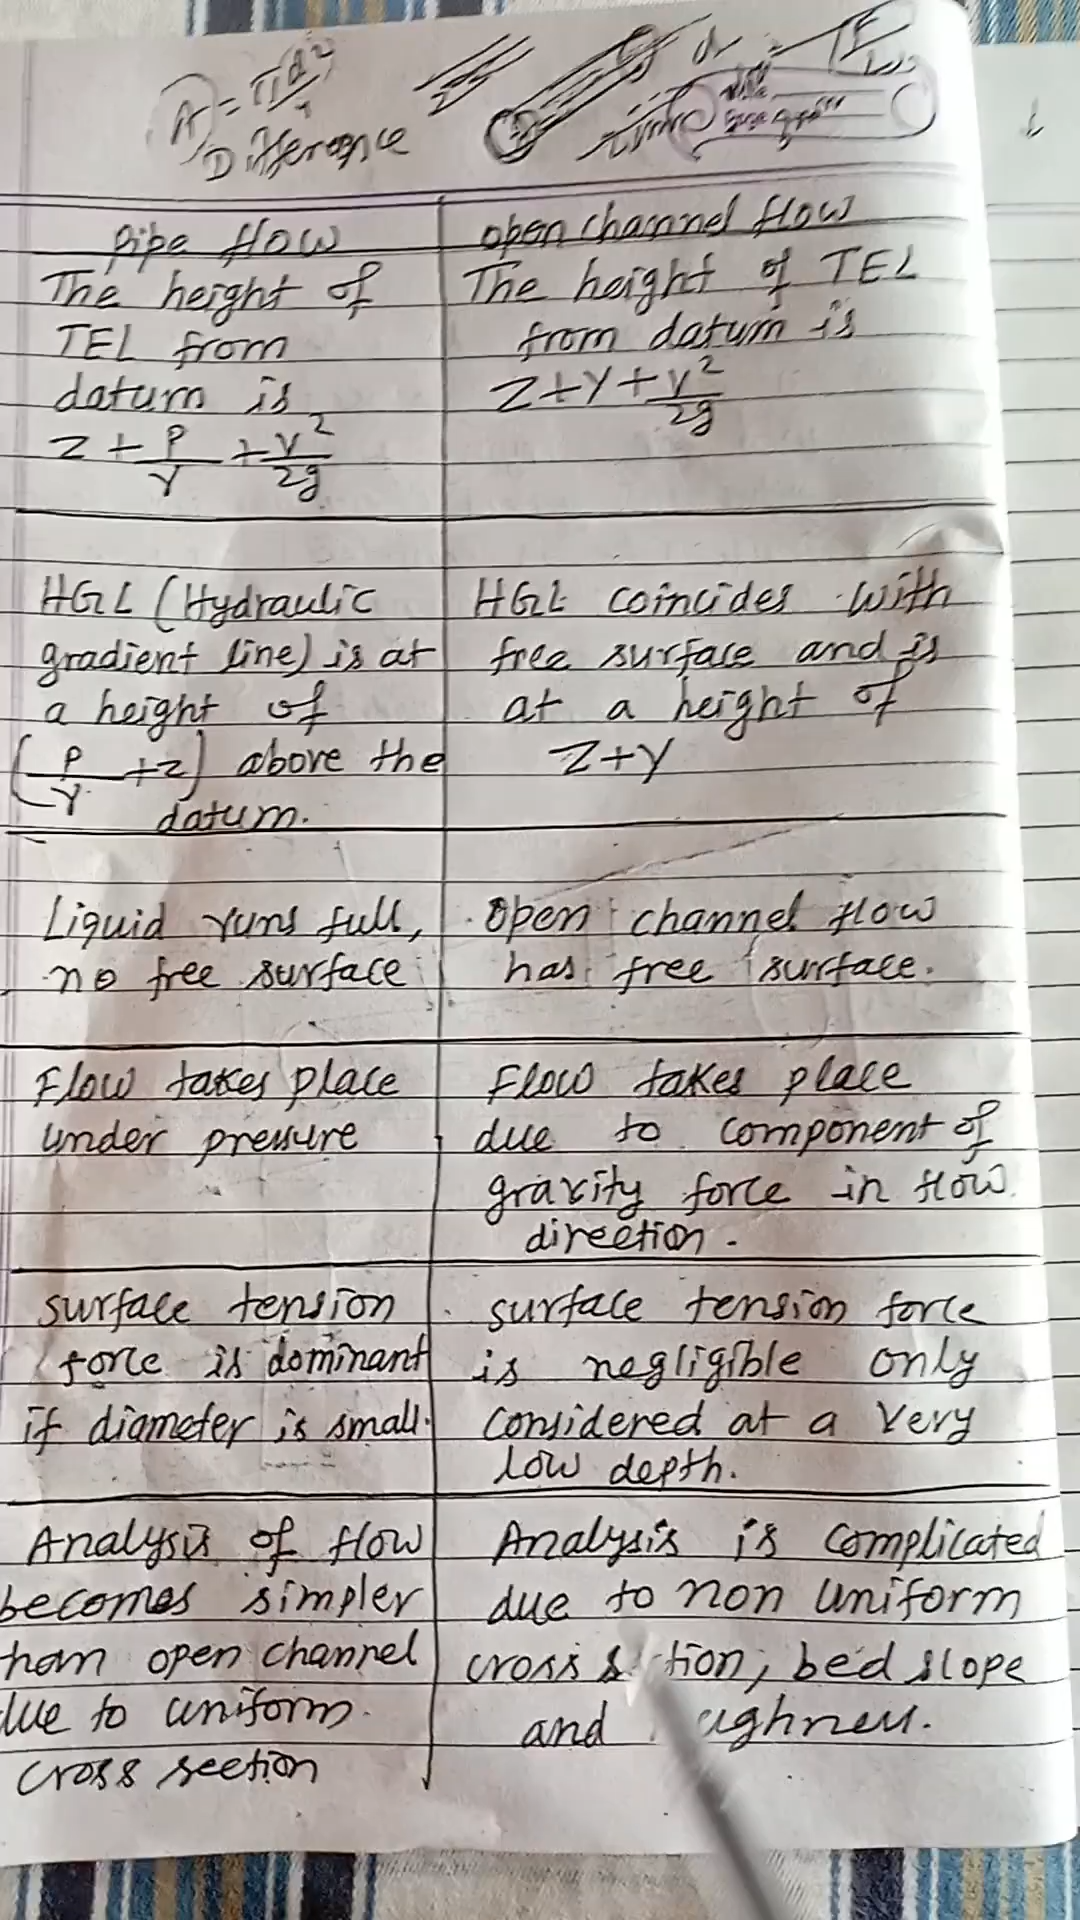 A = πd²/4
Difference
d
Pipe flow
The height of
TEL from
datum is
Z + P/γ + V²/2g
open channel flow
The height of TEL
from datum is
Z+Y+V²/2g
HGL (Hydraulic
gradient line) is at
a height of
(P/γ +z) above the
datum.
HGL coincides with
free surface and is
at a height of
Z+Y
Liquid runs full,
no free surface
open channel flow
has free surface.
Flow takes place
under pressure
Flow takes place
due to component of
gravity force in flow
direction.
surface tension
force is dominant
if diameter is small.
surface tension force
is negligible only
considered at a very
low depth.
Analysis of flow
becomes simpler
than open channel
due to uniform
cross section
Analysis is complicated
due to non uniform
cross section, bed slope
and roughness.